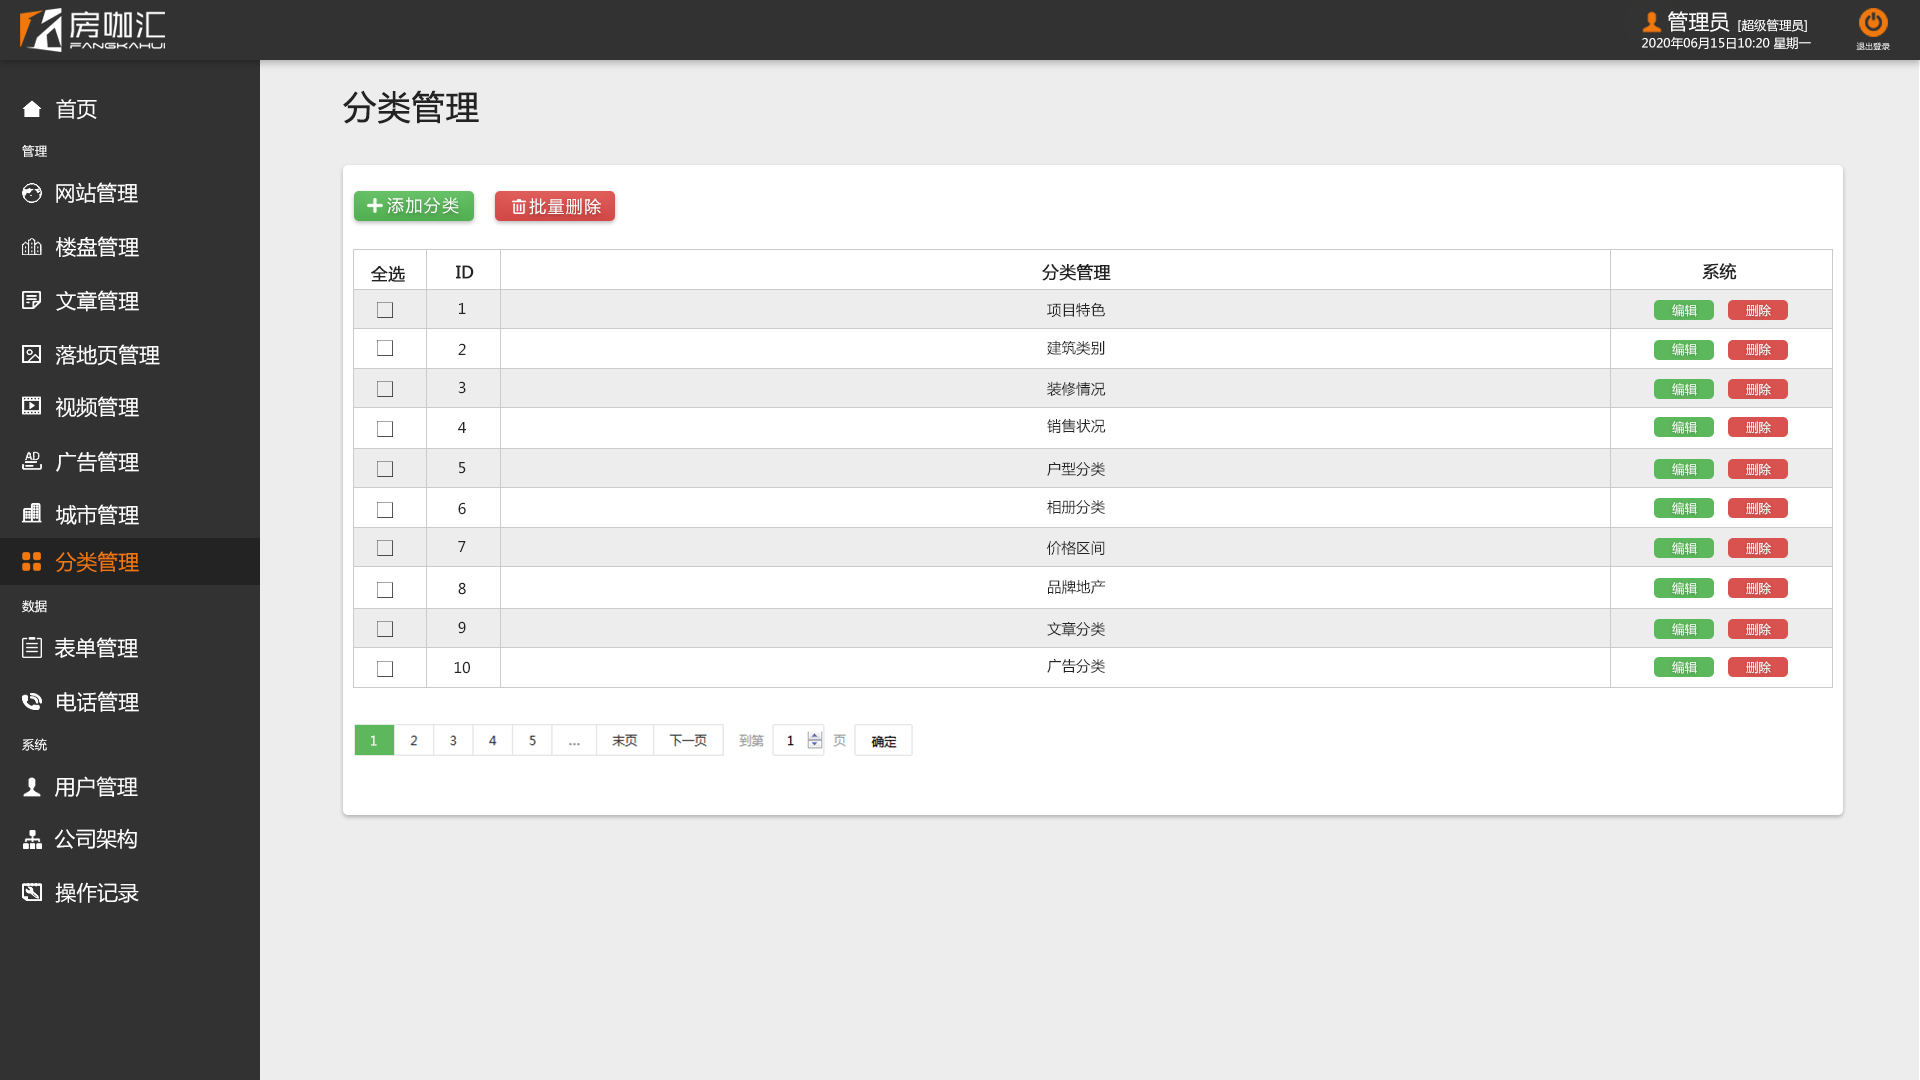 房咖汇
FANGKAHUI
管理员 [超级管理员]
2020年06月15日10:20 星期一
退出登录
首页
管理
网站管理
楼盘管理
文章管理
落地页管理
视频管理
AD 广告管理
城市管理
分类管理
数据
表单管理
电话管理
系统
用户管理
公司架构
操作记录
分类管理
添加分类 批量删除
全选 ID 分类管理 系统
1 项目特色 编辑 删除
2 建筑类别 编辑 删除
3 装修情况 编辑 删除
4 销售状况 编辑 删除
5 户型分类 编辑 删除
6 相册分类 编辑 删除
7 价格区间 编辑 删除
8 品牌地产 编辑 删除
9 文章分类 编辑 删除
10 广告分类 编辑 删除
1 2 3 4 5 ... 末页 下一页 到第 1 页 确定